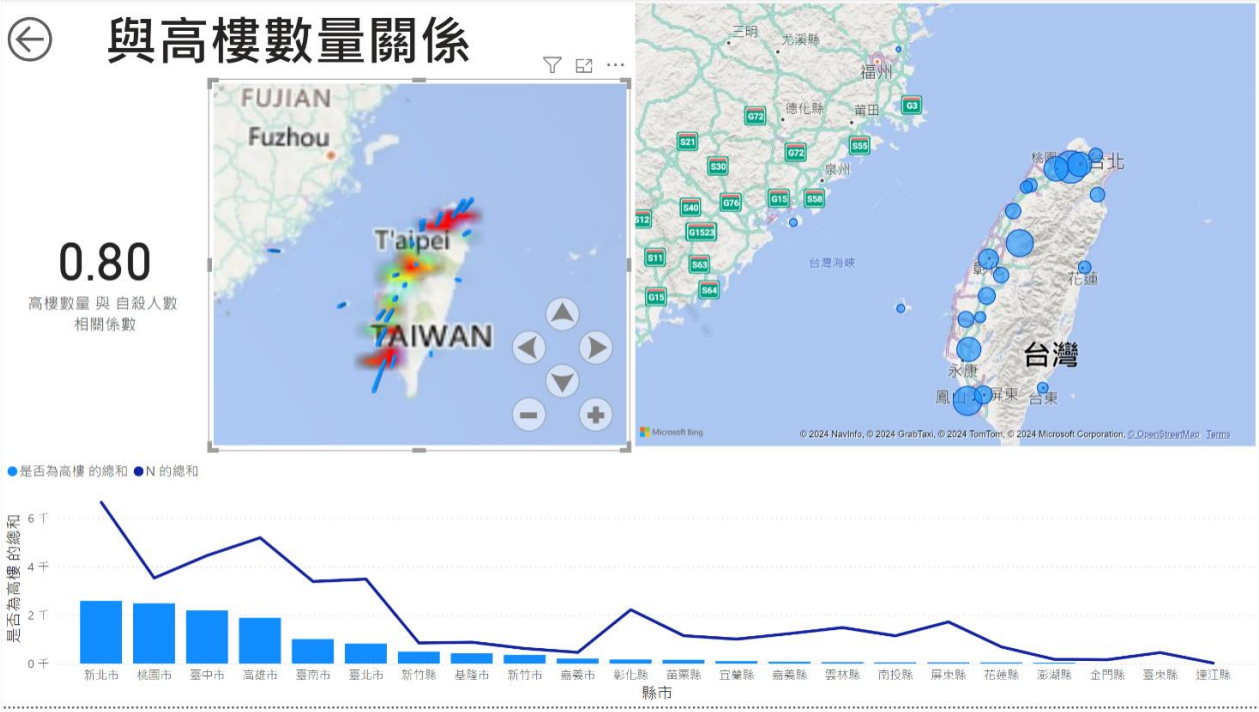 與高樓數量關係
0.80
高樓數量 與 自殺人數
相關係數
FUJIAN
Fuzhou
T'aipei
TAIWAN
三明
尤溪縣
福州
G3
德化縣
莆田
G72
S21
S55
G72
S30
泉州
G76
G15
S58
S40
S12
G1523
S11
S63
台灣海峽
S64
G15
桃園
台北
彰化
花蓮
台灣
永康
鳳山
屏東
台東
Microsoft Bing
© 2024 NavInfo, © 2024 GrabTaxi, © 2024 TomTom, © 2024 Microsoft Corporation, © OpenStreetMap Terms
是否為高樓 的總和 N 的總和
是否為高樓 的總和
6 千
4 千
2 千
0 千
新北市 桃園市 臺中市 高雄市 臺南市 臺北市 新竹縣 基隆市 新竹市 嘉義市 彰化縣 苗栗縣 宜蘭縣 嘉義縣 雲林縣 南投縣 屏東縣 花蓮縣 澎湖縣 金門縣 臺東縣 連江縣
縣市